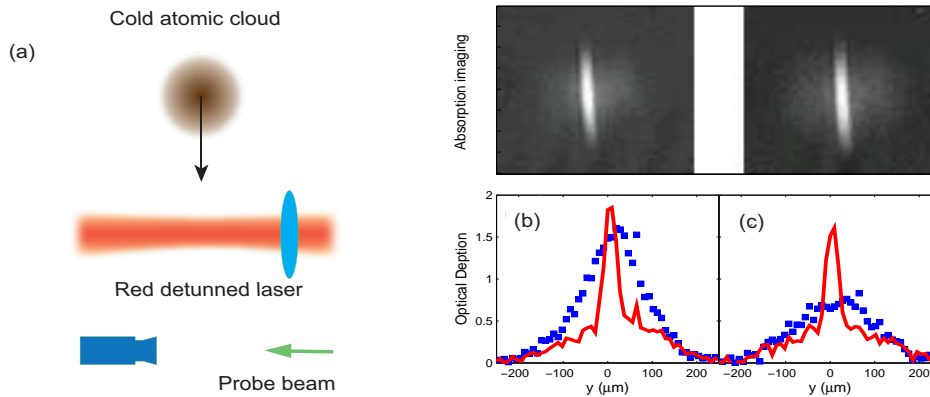 Cold atomic cloud
(a)
Red detunned laser
Probe beam
Absorption imaging
2
1.5
1
0.5
0
Optical Deption
(b)
(c)
−200
−100
0
100
200
−200
−100
0
100
200
y (μm)
y (μm)